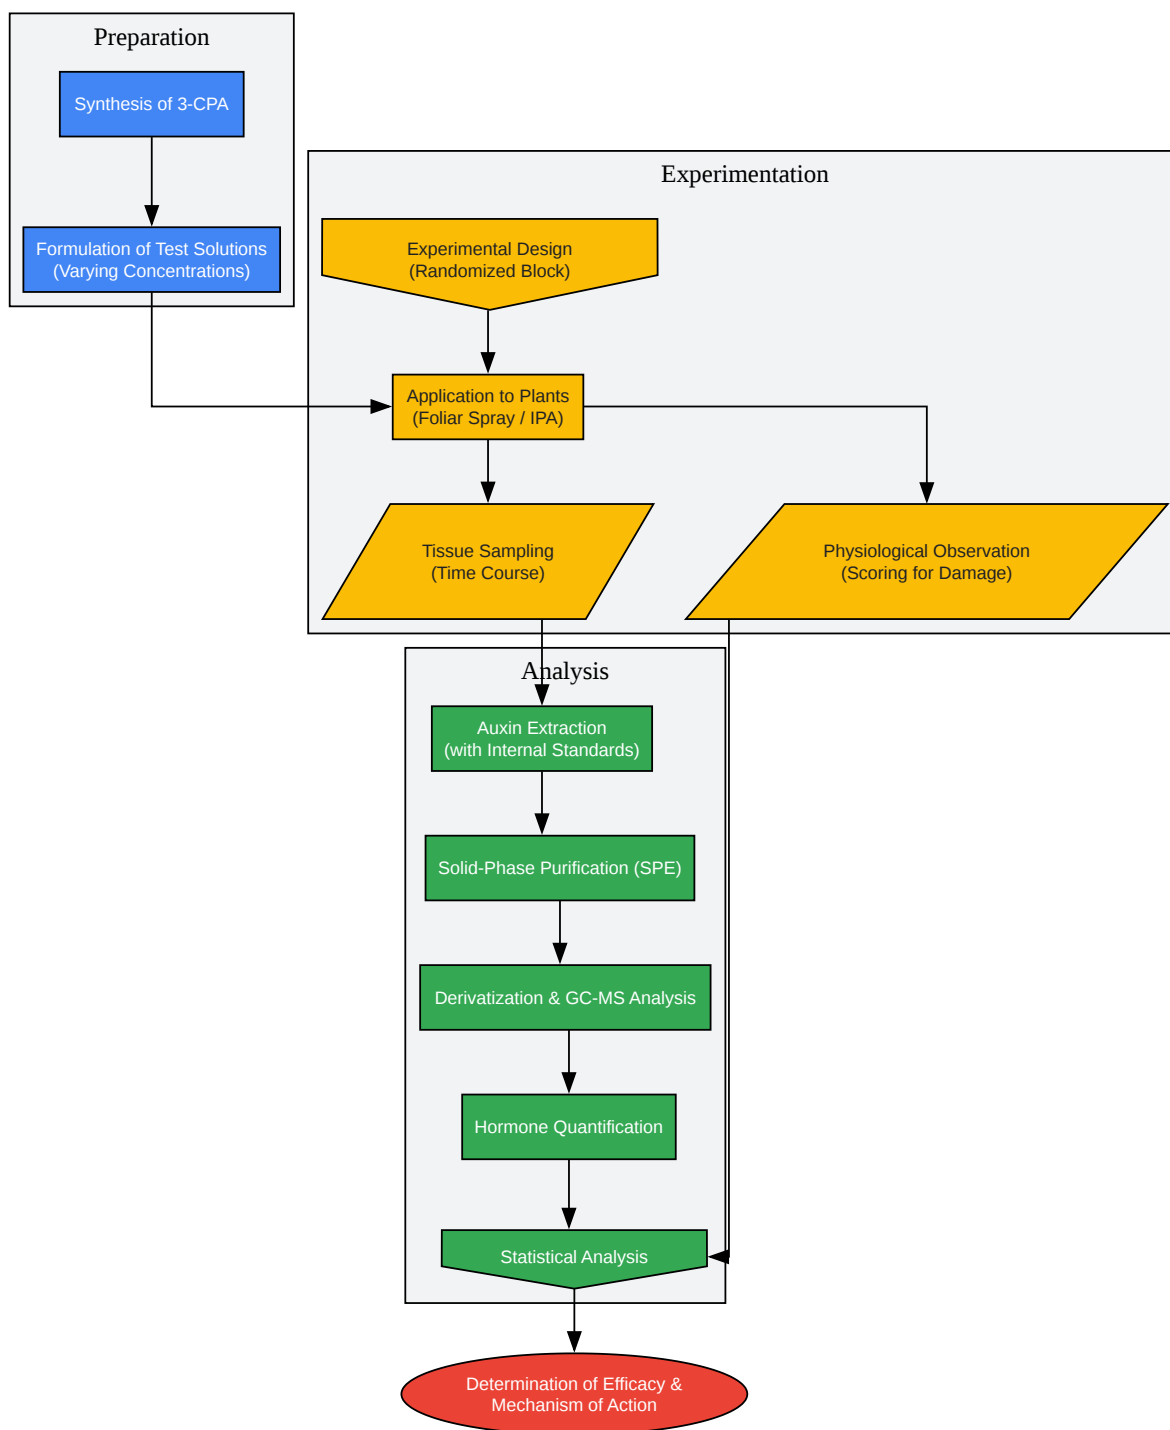 Preparation
Synthesis of 3-CPA
Formulation of Test Solutions
(Varying Concentrations)
Experimentation
Experimental Design
(Randomized Block)
Application to Plants
(Foliar Spray / IPA)
Tissue Sampling
(Time Course)
Physiological Observation
(Scoring for Damage)
Analysis
Auxin Extraction
(with Internal Standards)
Solid-Phase Purification (SPE)
Derivatization & GC-MS Analysis
Hormone Quantification
Statistical Analysis
Determination of Efficacy &
Mechanism of Action